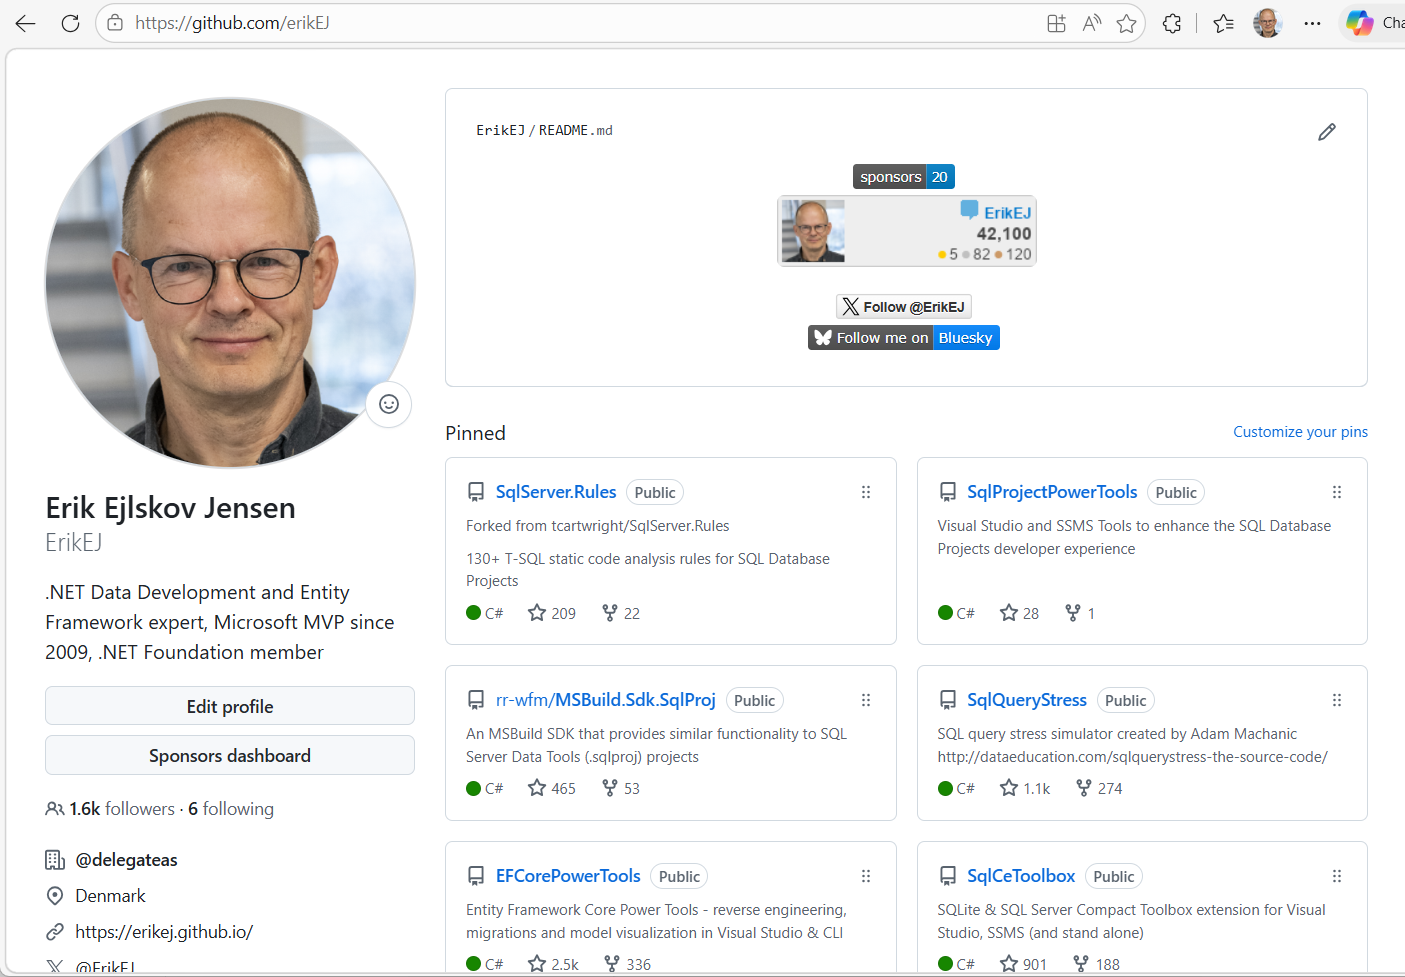 https://github.com/erikEJ
Cha
ErikEJ/README.md
sponsors 20
ErikEJ
42,100
5 82 120
Follow @ErikEJ
Follow me on Bluesky
Erik Ejlskov Jensen
ErikEJ
.NET Data Development and Entity
Framework expert, Microsoft MVP since
2009, .NET Foundation member
Edit profile
Sponsors dashboard
1.6k followers · 6 following
@delegateas
Denmark
https://erikej.github.io/
@ErikEJ
Pinned
Customize your pins
SqlServer.Rules Public
Forked from tcartwright/SqlServer.Rules
130+ T-SQL static code analysis rules for SQL Database
Projects
C# 209 22
SqlProjectPowerTools Public
Visual Studio and SSMS Tools to enhance the SQL Database
Projects developer experience
C# 28 1
rr-wfm/MSBuild.Sdk.SqlProj Public
An MSBuild SDK that provides similar functionality to SQL
Server Data Tools (.sqlproj) projects
C# 465 53
SqlQueryStress Public
SQL query stress simulator created by Adam Machanic
http://dataeducation.com/sqlquerystress-the-source-code/
C# 1.1k 274
EFCorePowerTools Public
Entity Framework Core Power Tools - reverse engineering,
migrations and model visualization in Visual Studio & CLI
C# 2.5k 336
SqlCeToolbox Public
SQLite & SQL Server Compact Toolbox extension for Visual
Studio, SSMS (and stand alone)
C# 901 188